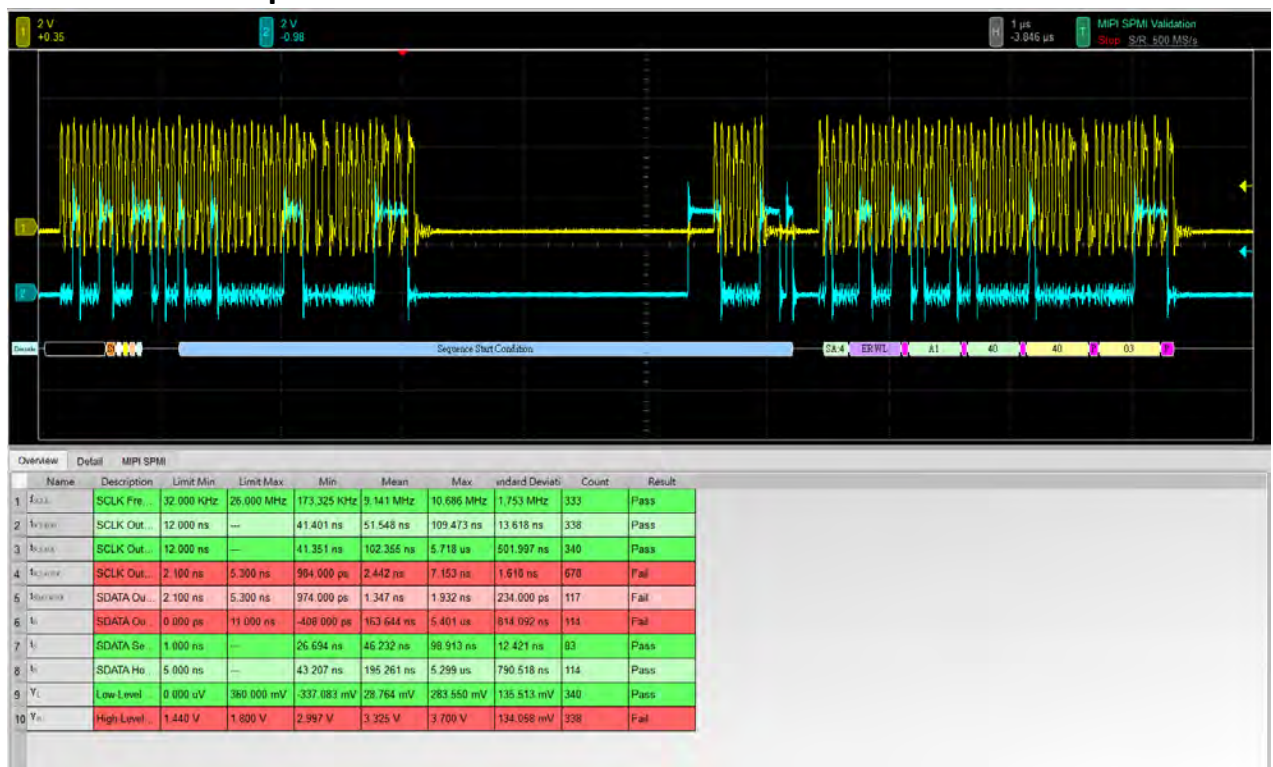 1 2 V
+0.35
2 2 V
-0.98
H 1 µs
-3.846 µs
T MIPI SPMI Validation
Stop S/R 500 MS/s
1
2
Decode Sequence Start Condition SA:4 ERWL A1 40 40 P 03 P
Overview Detail MIPI SPMI
Name Description Limit Min Limit Max Min Mean Max andard Deviati Count Result
1 SCLK Fre... 32.000 KHz 26.000 MHz 173.325 KHz 9.141 MHz 10.686 MHz 1.753 MHz 333 Pass
2 SCLK Out... 12.000 ns --- 41.401 ns 51.548 ns 109.473 ns 13.618 ns 338 Pass
3 SCLK Out... 12.000 ns --- 41.351 ns 102.355 ns 5.718 us 501.997 ns 340 Pass
4 SCLK Out... 2.100 ns 5.300 ns 984.000 ps 2.442 ns 7.153 ns 1.618 ns 678 Fail
5 SDATA Ou... 2.100 ns 5.300 ns 974.000 ps 1.347 ns 1.932 ns 234.000 ps 117 Fail
6 SDATA Ou... 0.000 ps 11.000 ns -408.000 ps 163.644 ns 5.401 us 814.092 ns 114 Fail
7 SDATA Se... 1.000 ns --- 26.694 ns 46.232 ns 98.913 ns 12.421 ns 83 Pass
8 SDATA Ho... 5.000 ns --- 43.207 ns 195.261 ns 5.299 us 790.518 ns 114 Pass
9 Low-Level ... 0.000 uV 360.000 mV -337.083 mV 28.764 mV 283.550 mV 135.513 mV 340 Pass
10 High Level... 1.440 V 1.800 V 2.997 V 3.325 V 3.700 V 134.058 mV 338 Fail